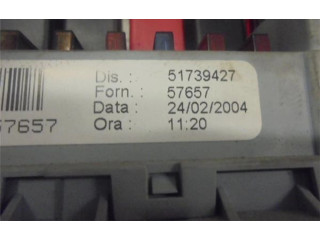 Dis. : 51739427
Forn. : 57657
Data : 24/02/2004
Ora : 11:20
57657